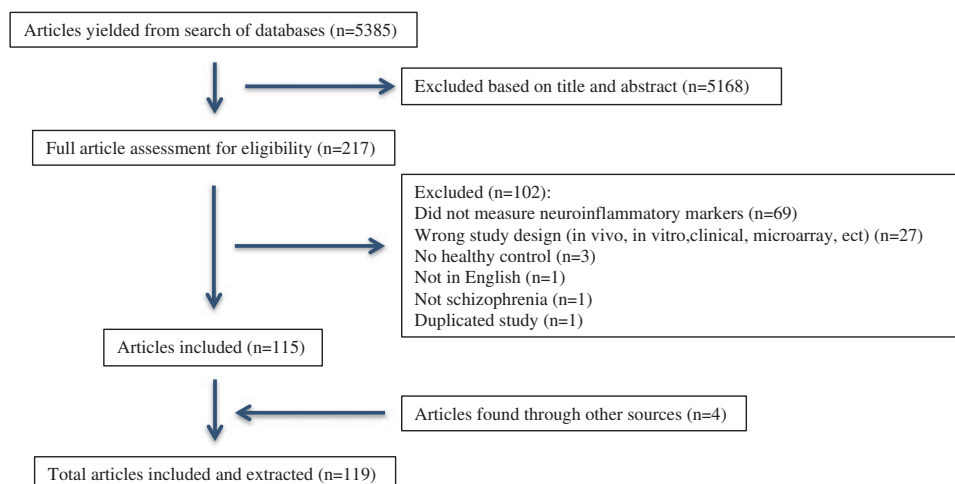 Articles yielded from search of databases (n=5385)
Excluded based on title and abstract (n=5168)
Full article assessment for eligibility (n=217)
Excluded (n=102):
Did not measure neuroinflammatory markers (n=69)
Wrong study design (in vivo, in vitro,clinical, microarray, ect) (n=27)
No healthy control (n=3)
Not in English (n=1)
Not schizophrenia (n=1)
Duplicated study (n=1)
Articles included (n=115)
Articles found through other sources (n=4)
Total articles included and extracted (n=119)